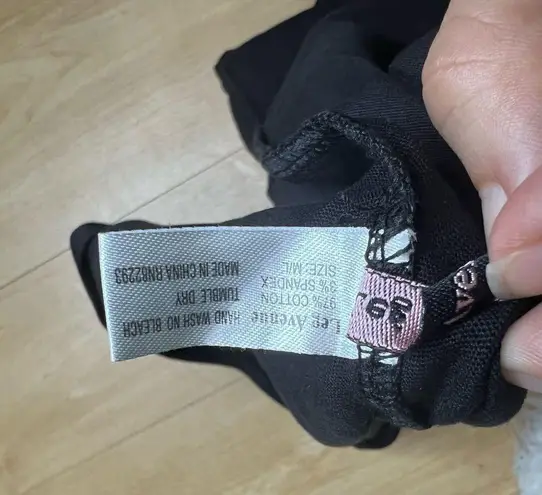 Leg Avenue
97% COTTON
3% SPANDEX
SIZE: M/L
HAND WASH NO BLEACH
TUMBLE DRY
MADE IN CHINA RN82293